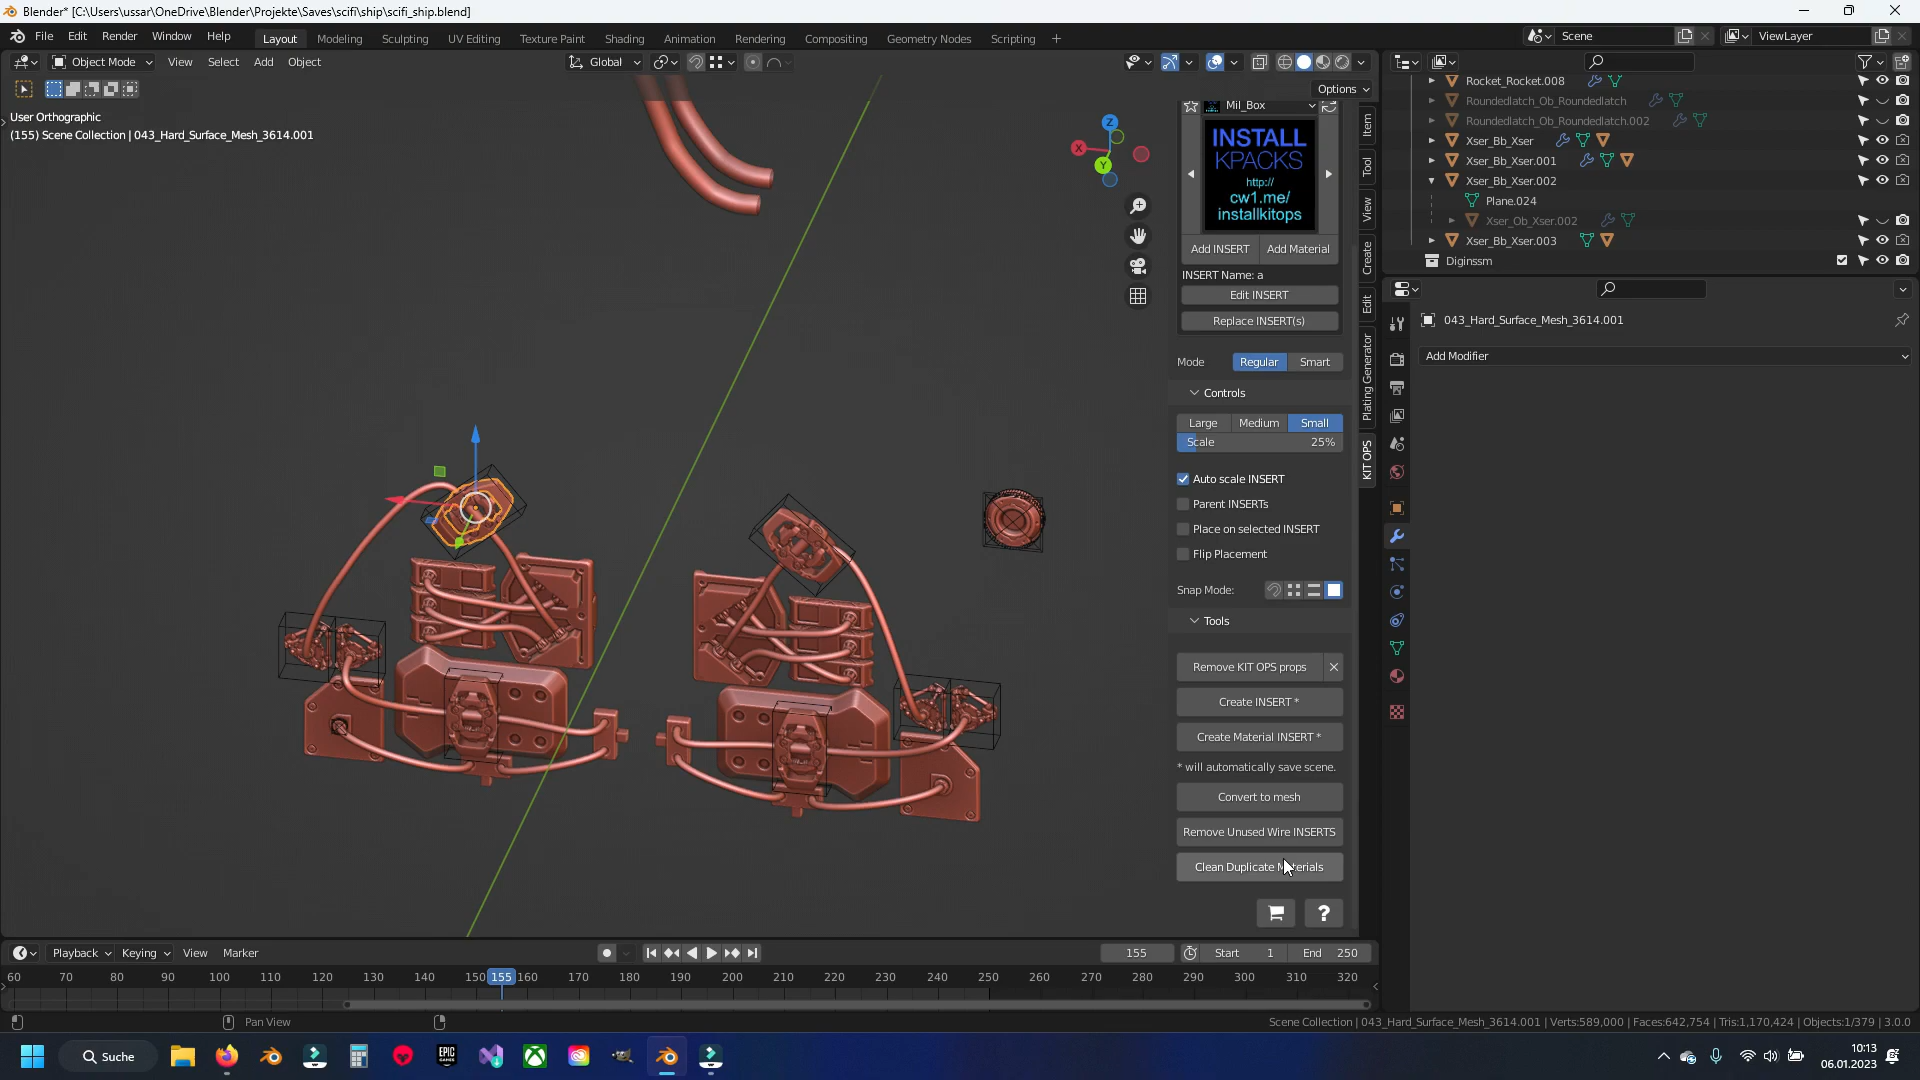 Blender* [C:\Users\ussar\OneDrive\Blender\Projekte\Saves\scifi\ship\scifi_ship.blend]
File Edit Render Window Help Layout Modeling Sculpting UV Editing Texture Paint Shading Animation Rendering Compositing Geometry Nodes Scripting + Scene ViewLayer
Object Mode View Select Add Object Global
Options
User Orthographic
(155) Scene Collection | 043_Hard_Surface_Mesh_3614.001
Z
X
Y
Mil_Box
INSTALL
KPACKS
http://
cw1.me/
installkitops
Add INSERT Add Material
INSERT Name: a
Edit INSERT
Replace INSERT(s)
Mode Regular Smart
Controls
Large Medium Small
Scale 25%
Auto scale INSERT
Parent INSERTs
Place on selected INSERT
Flip Placement
Snap Mode:
Tools
Remove KIT OPS props
Create INSERT *
Create Material INSERT *
* will automatically save scene.
Convert to mesh
Remove Unused Wire INSERTS
Clean Duplicate M terials
?
Item
Tool
View
Create
Edit
Plating Generator
KIT OPS
Rocket_Rocket.008
Roundedlatch_Ob_Roundedlatch
Roundedlatch_Ob_Roundedlatch.002
Xser_Bb_Xser
Xser_Bb_Xser.001
Xser_Bb_Xser.002
Plane.024
Xser_Ob_Xser.002
Xser_Bb_Xser.003
Diginssm
043_Hard_Surface_Mesh_3614.001
Add Modifier
Playback Keying View Marker 155 Start 1 End 250
60 70 80 90 100 110 120 130 140 150 155 160 170 180 190 200 210 220 230 240 250 260 270 280 290 300 310 320
Pan View
Scene Collection | 043_Hard_Surface_Mesh_3614.001 | Verts:589,000 | Faces:642,754 | Tris:1,170,424 | Objects:1/379 | 3.0.0
Suche
EPIC
GAMES
10:13
06.01.2023